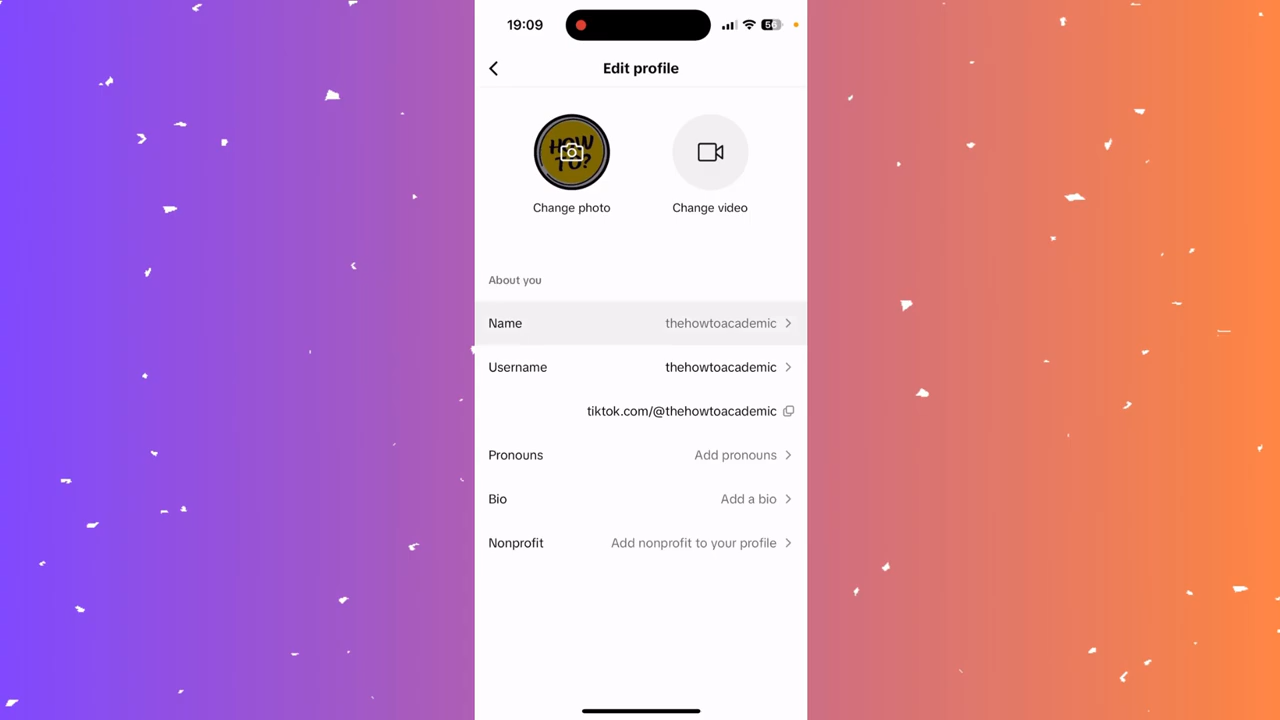 19:09
56
Edit profile
HOW
TO?
Change photo
Change video
About you
Name
thehowtoacademic
Username
thehowtoacademic
tiktok.com/@thehowtoacademic
Pronouns
Add pronouns
Bio
Add a bio
Nonprofit
Add nonprofit to your profile